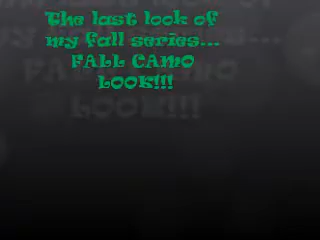 The last look of
my fall series...
FALL CAMO
LOOK!!!